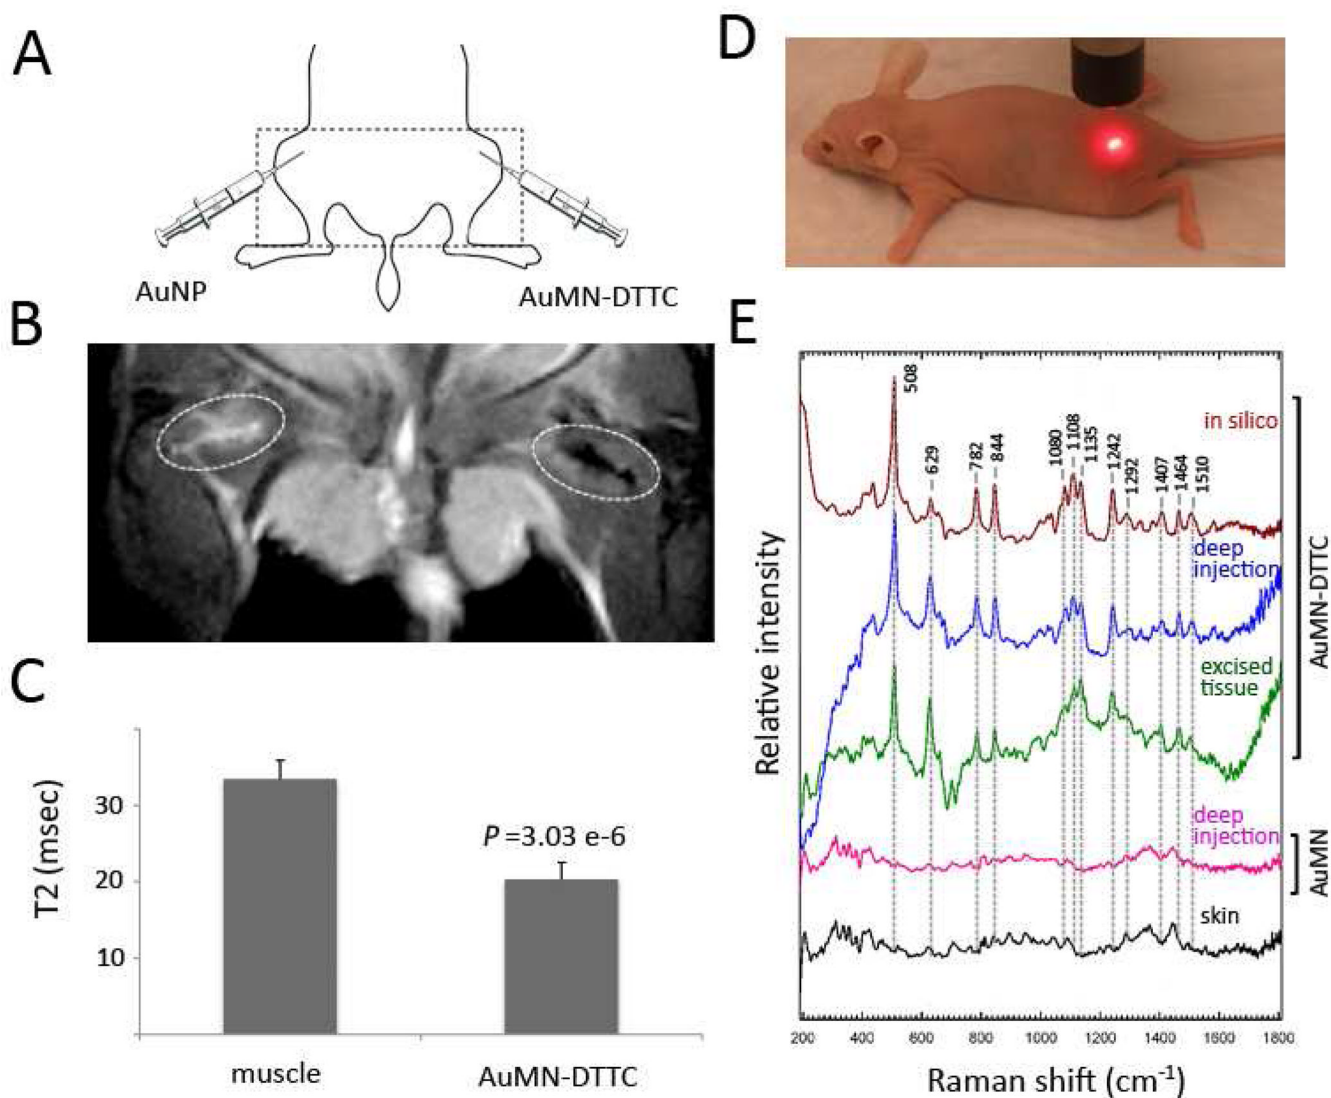 A
AuNP
AuMN-DTTC
B
C
T2 (msec)
30
20
10
P =3.03 e-6
muscle
AuMN-DTTC
D
E
Relative intensity
508
629
782
844
1080
1108
1135
1242
1292
1407
1464
1510
in silico
deep
injection
excised
tissue
deep
injection
skin
AuMN-DTTC
AuMN
200
400
600
800
1000
1200
1400
1600
1800
Raman shift (cm-1)